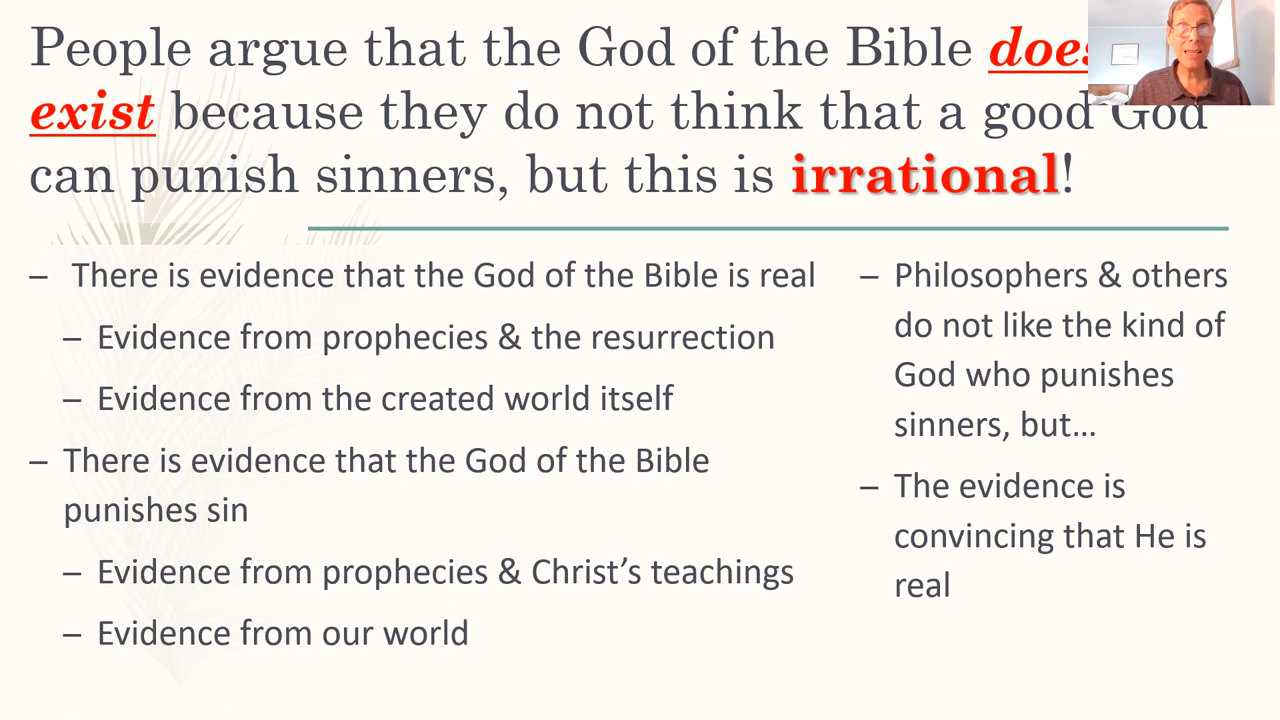 People argue that the God of the Bible
exist because they do not think that a good God
can punish sinners, but this is irrational!
– There is evidence that the God of the Bible is real
– Evidence from prophecies & the resurrection
– Evidence from the created world itself
– There is evidence that the God of the Bible
punishes sin
– Evidence from prophecies & Christ’s teachings
– Evidence from our world
– Philosophers & others
do not like the kind of
God who punishes
sinners, but…
– The evidence is
convincing that He is
real